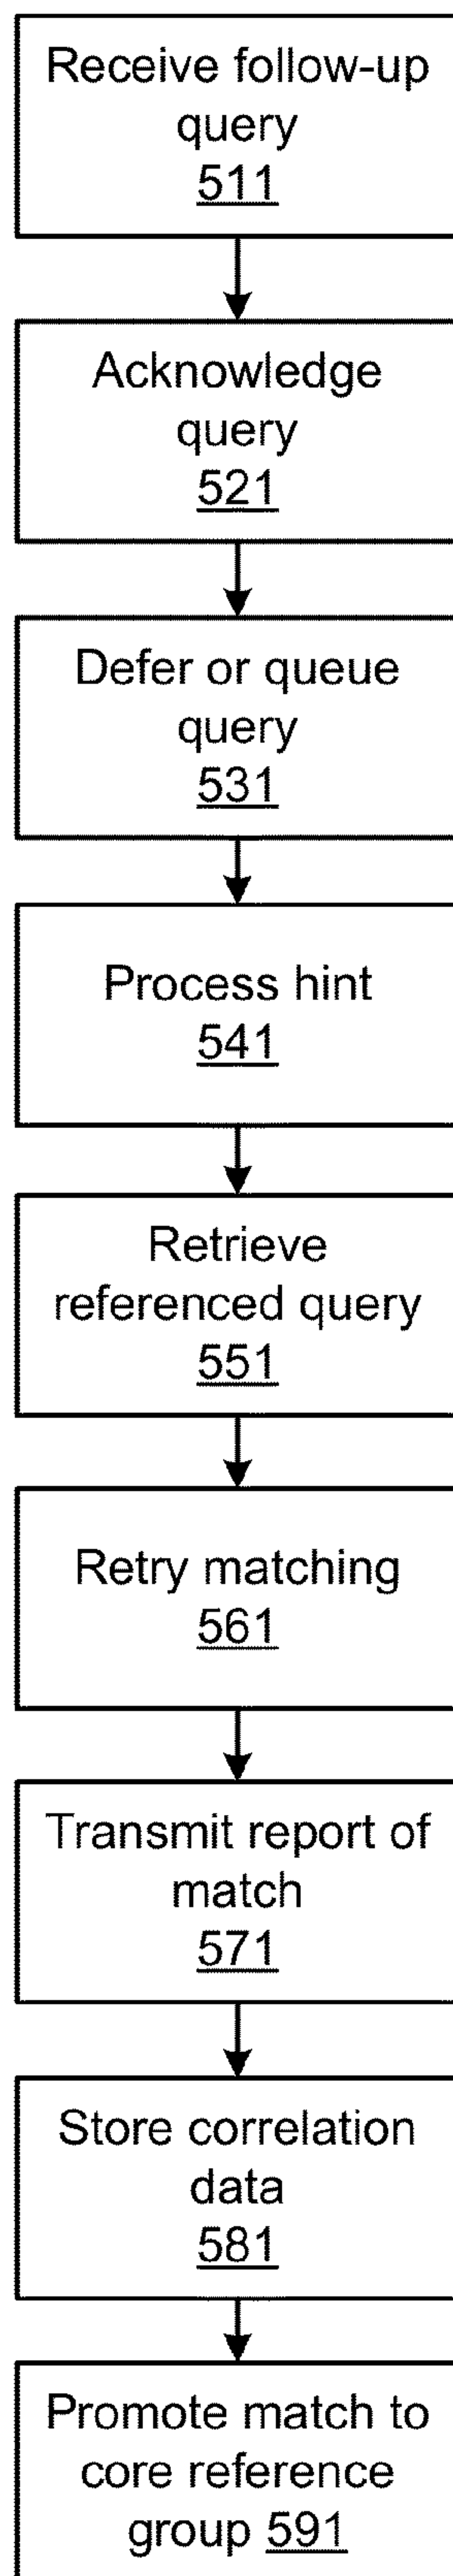 Receive follow-up
query
511
Acknowledge
query
521
Defer or queue
query
531
Process hint
541
Retrieve
referenced query
551
Retry matching
561
Transmit report of
match
571
Store correlation
data
581
Promote match to
core reference
group 591